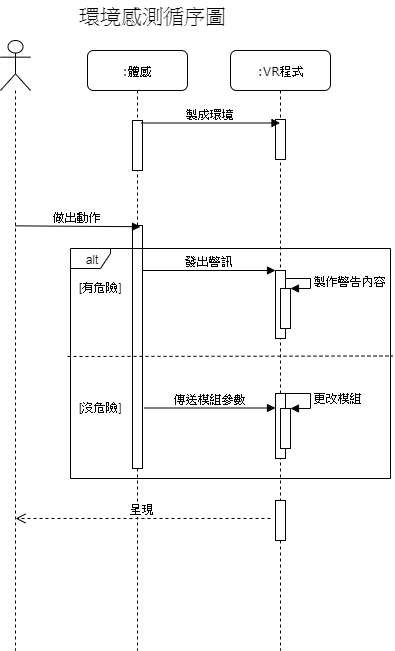 環境感測循序圖
:體感
:VR程式
製成環境
做出動作
alt
發出警訊
[有危險]
製作警告內容
[沒危險]
傳送模組參數
更改模組
呈現